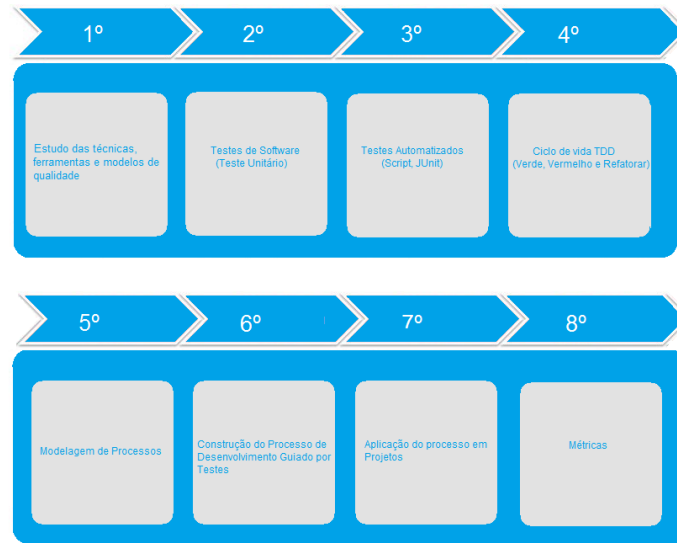 1º
2º
3º
4º
Estudo das técnicas,
ferramentas e modelos de
qualidade
Testes de Software
(Teste Unitário)
Testes Automatizados
(Script, JUnit)
Ciclo de vida TDD
(Verde, Vermelho e Refatorar)
5º
6º
7º
8º
Modelagem de Processos
Construção do Processo de
Desenvolvimento Guiado por
Testes
Aplicação do processo em
Projetos
Métricas